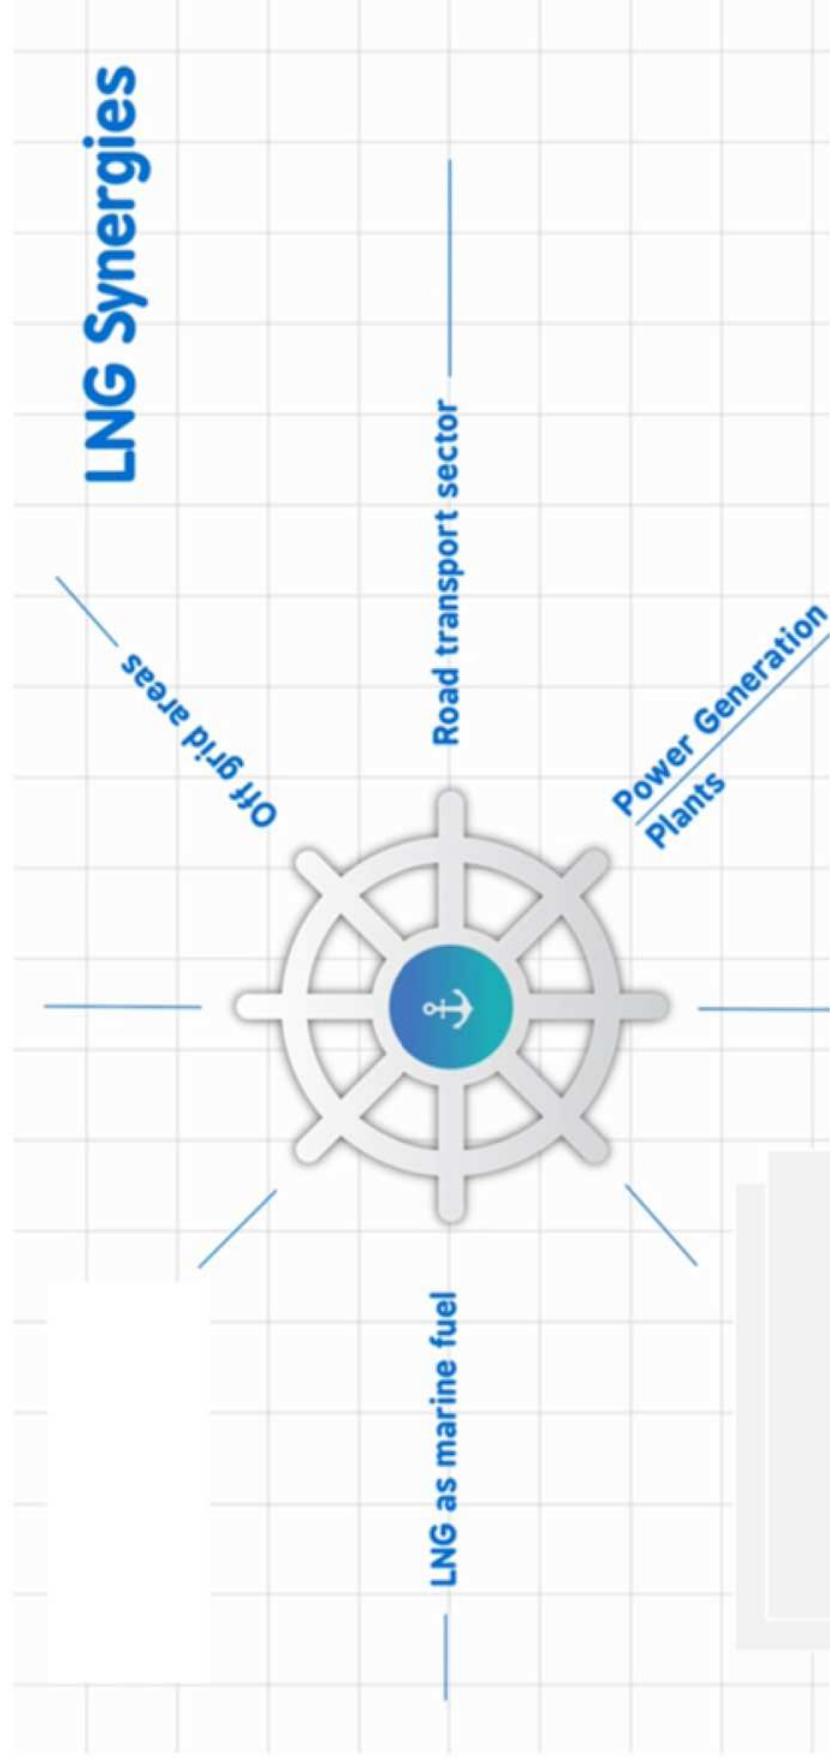 LNG Synergies
Off grid areas
Road transport sector
Power Generation
Plants
LNG as marine fuel